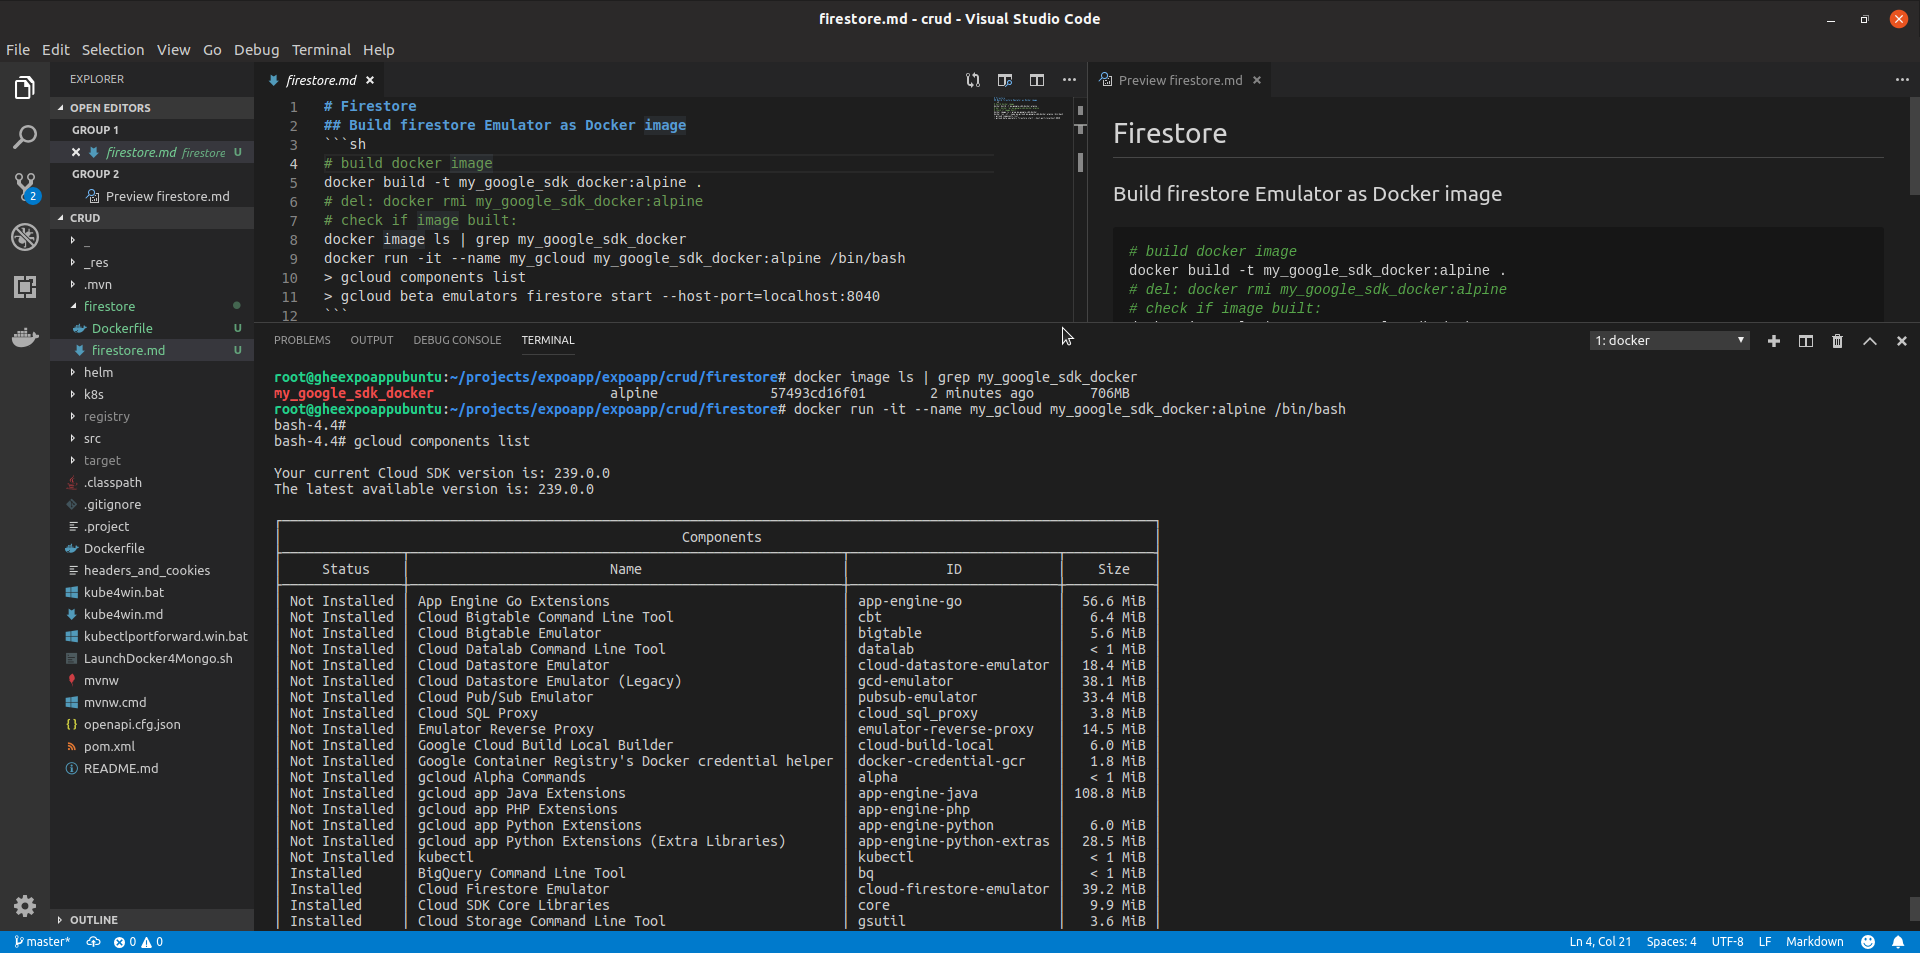 firestore.md - crud - Visual Studio Code
File Edit Selection View Go Debug Terminal Help
EXPLORER
OPEN EDITORS
GROUP 1
firestore.md firestore U
GROUP 2
Preview firestore.md
CRUD
_
_res
.mvn
firestore
Dockerfile U
firestore.md U
helm
k8s
registry
src
target
.classpath
.gitignore
.project
Dockerfile
headers_and_cookies
kube4win.bat
kube4win.md
kubectlportforward.win.bat
LaunchDocker4Mongo.sh
mvnw
mvnw.cmd
openapi.cfg.json
pom.xml
README.md
OUTLINE
2
firestore.md
1 # Firestore
2 ## Build firestore Emulator as Docker image
3 ```sh
4 # build docker image
5 docker build -t my_google_sdk_docker:alpine .
6 # del: docker rmi my_google_sdk_docker:alpine
7 # check if image built:
8 docker image ls | grep my_google_sdk_docker
9 docker run -it --name my_gcloud my_google_sdk_docker:alpine /bin/bash
10 > gcloud components list
11 > gcloud beta emulators firestore start --host-port=localhost:8040
12 ```
Preview firestore.md
Firestore
Build firestore Emulator as Docker image
# build docker image
docker build -t my_google_sdk_docker:alpine .
# del: docker rmi my_google_sdk_docker:alpine
# check if image built:
PROBLEMS OUTPUT DEBUG CONSOLE TERMINAL
1: docker
root@gheexpoappubuntu:~/projects/expoapp/expoapp/crud/firestore# docker image ls | grep my_google_sdk_docker
my_google_sdk_docker alpine 57493cd16f01 2 minutes ago 706MB
root@gheexpoappubuntu:~/projects/expoapp/expoapp/crud/firestore# docker run -it --name my_gcloud my_google_sdk_docker:alpine /bin/bash
bash-4.4#
bash-4.4# gcloud components list
Your current Cloud SDK version is: 239.0.0
The latest available version is: 239.0.0
Components
Status Name ID Size
Not Installed App Engine Go Extensions app-engine-go 56.6 MiB
Not Installed Cloud Bigtable Command Line Tool cbt 6.4 MiB
Not Installed Cloud Bigtable Emulator bigtable 5.6 MiB
Not Installed Cloud Datalab Command Line Tool datalab < 1 MiB
Not Installed Cloud Datastore Emulator cloud-datastore-emulator 18.4 MiB
Not Installed Cloud Datastore Emulator (Legacy) gcd-emulator 38.1 MiB
Not Installed Cloud Pub/Sub Emulator pubsub-emulator 33.4 MiB
Not Installed Cloud SQL Proxy cloud_sql_proxy 3.8 MiB
Not Installed Emulator Reverse Proxy emulator-reverse-proxy 14.5 MiB
Not Installed Google Cloud Build Local Builder cloud-build-local 6.0 MiB
Not Installed Google Container Registry's Docker credential helper docker-credential-gcr 1.8 MiB
Not Installed gcloud Alpha Commands alpha < 1 MiB
Not Installed gcloud app Java Extensions app-engine-java 108.8 MiB
Not Installed gcloud app PHP Extensions app-engine-php
Not Installed gcloud app Python Extensions app-engine-python 6.0 MiB
Not Installed gcloud app Python Extensions (Extra Libraries) app-engine-python-extras 28.5 MiB
Not Installed kubectl kubectl < 1 MiB
Installed BigQuery Command Line Tool bq < 1 MiB
Installed Cloud Firestore Emulator cloud-firestore-emulator 39.2 MiB
Installed Cloud SDK Core Libraries core 9.9 MiB
Installed Cloud Storage Command Line Tool gsutil 3.6 MiB
master* 0 0 Ln 4, Col 21 Spaces: 4 UTF-8 LF Markdown